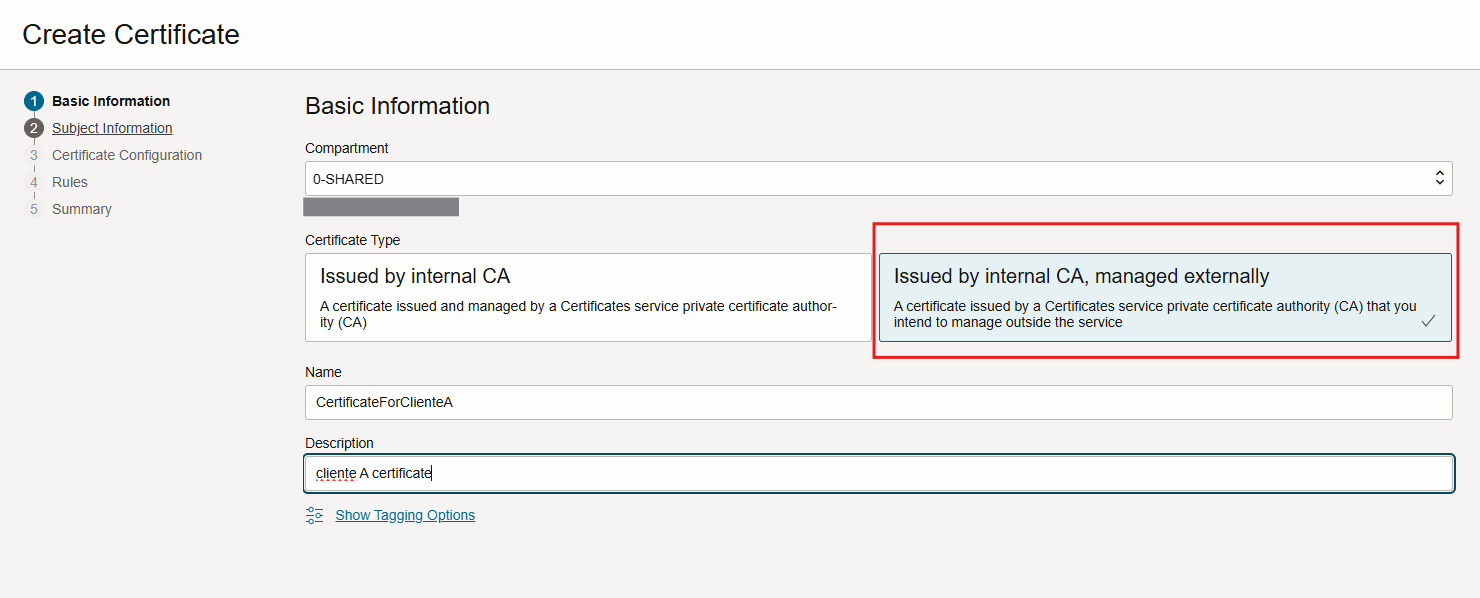 Create Certificate
1 Basic Information
2 Subject Information
3 Certificate Configuration
4 Rules
5 Summary
Basic Information
Compartment
0-SHARED
Certificate Type
Issued by internal CA
A certificate issued and managed by a Certificates service private certificate author-
ity (CA)
Issued by internal CA, managed externally
A certificate issued by a Certificates service private certificate authority (CA) that you
intend to manage outside the service
Name
CertificateForClienteA
Description
cliente A certificate
Show Tagging Options